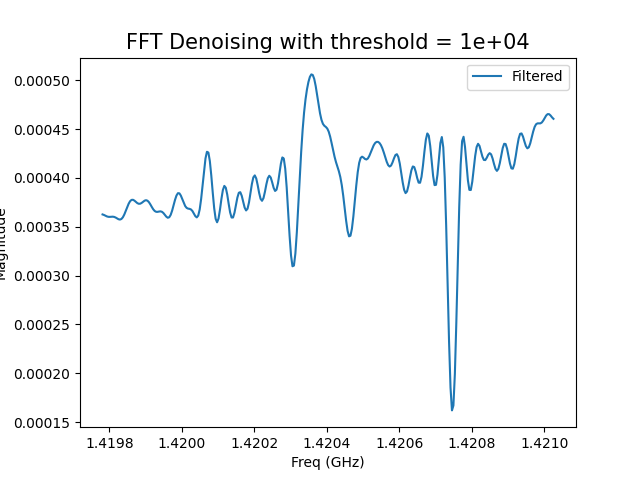 FFT Denoising with threshold = 1e+04
Filtered
0.00050
0.00045
0.00040
0.00035
0.00030
0.00025
0.00020
0.00015
Magnitude
1.4198 1.4200 1.4202 1.4204 1.4206 1.4208 1.4210
Freq (GHz)